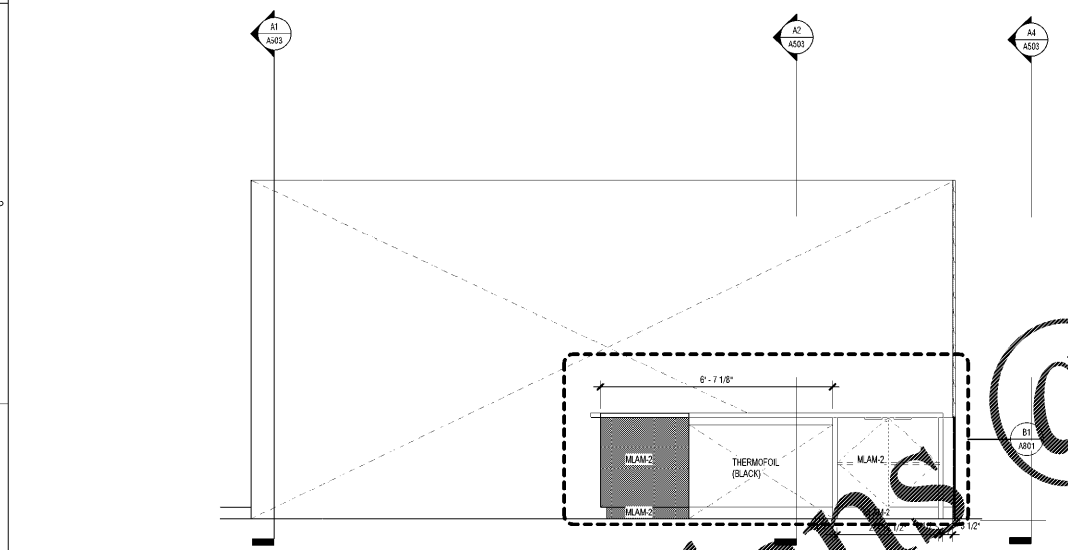 A1
A503
A2
A503
A4
A503
6' - 7 1/8"
MLAM-2
THERMOFOIL
(BLACK)
MLAM-2
B1
A801
MLAM-2
ns